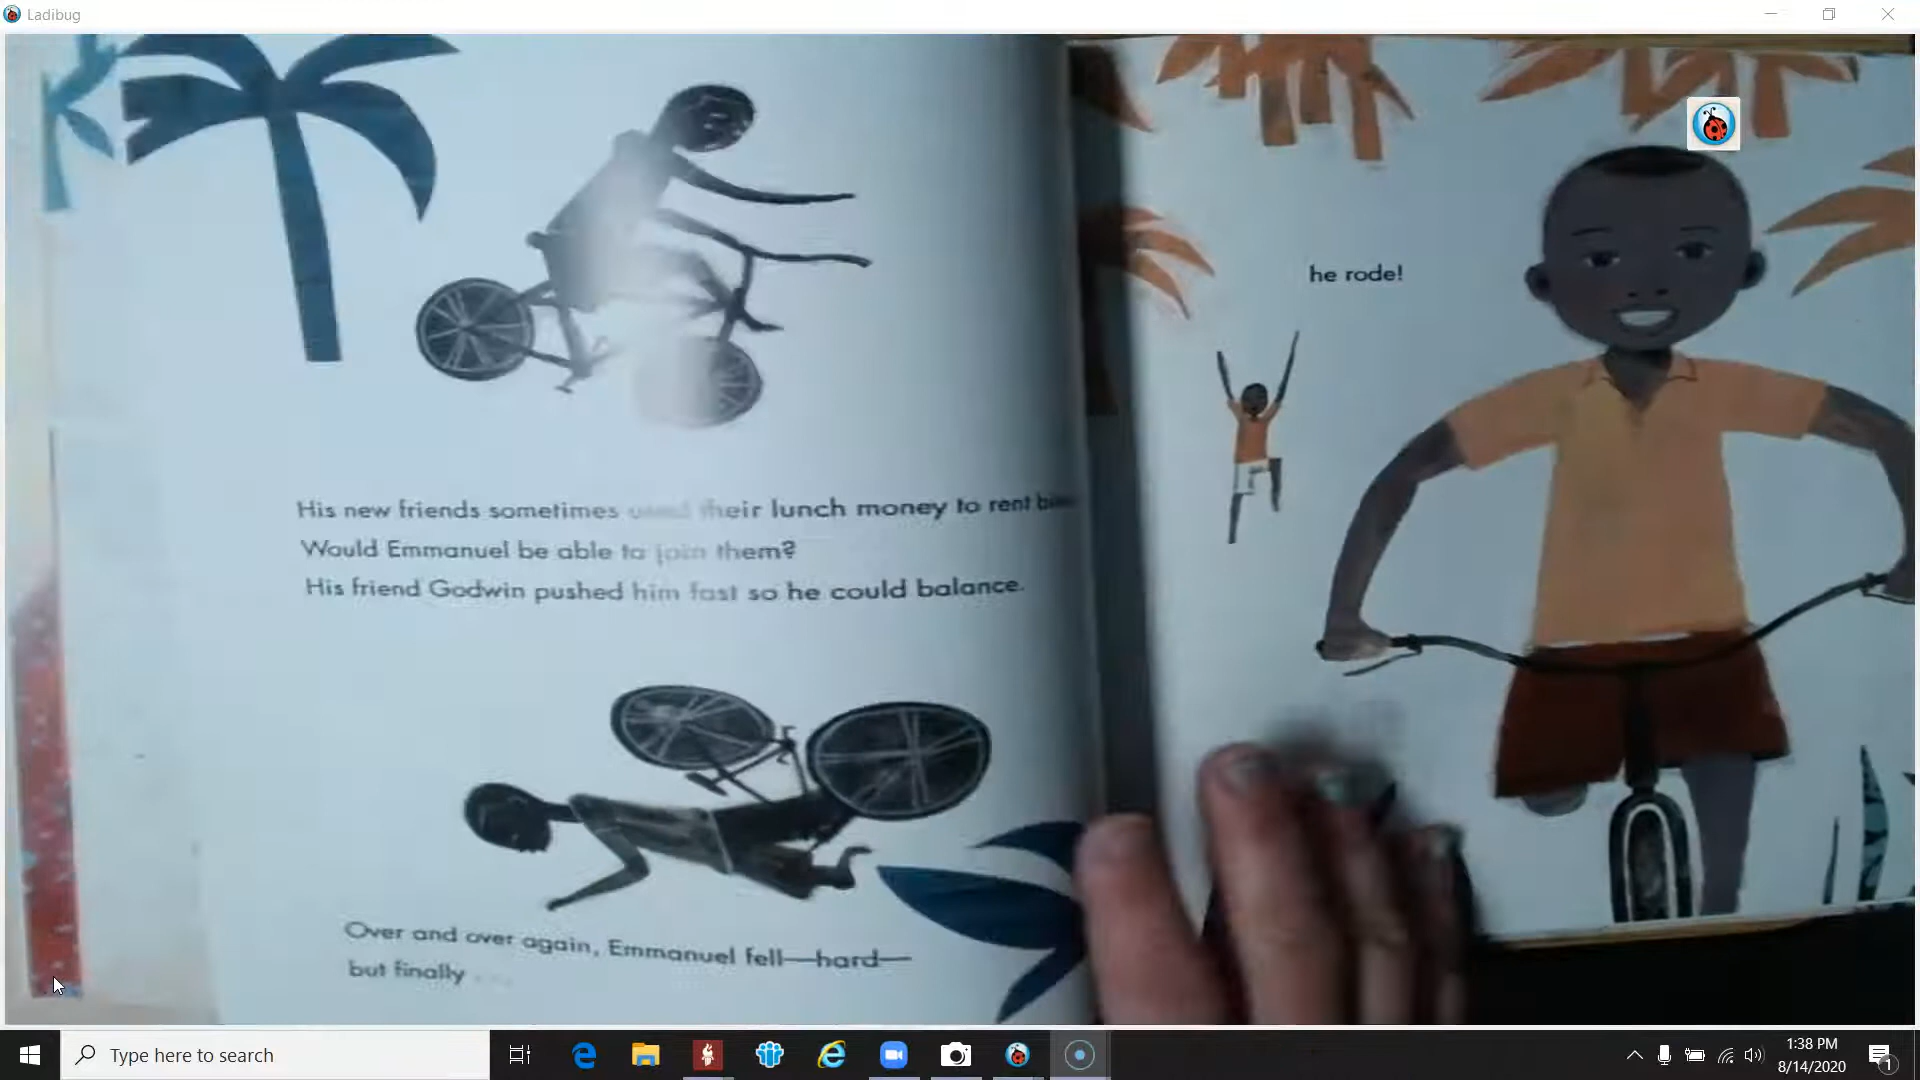 Ladibug
he rode!
His new friends sometimes used their lunch money to rent
Would Emmanuel be able to join them?
His friend Godwin pushed him fast so he could balance.
Over and over again, Emmanuel fell—hard—
but finally . . .
Type here to search
1:38 PM
8/14/2020
1